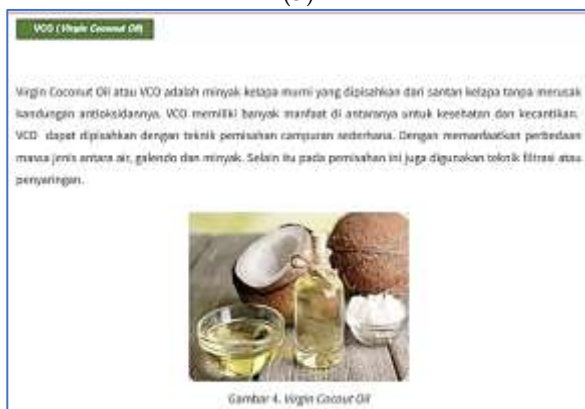 VCO (Virgin Coconut Oil)
Virgin Coconut Oil atau VCO adalah minyak kelapa murni yang dipisahkan dari santan kelapa tanpa merusak
kandungan antioksidannya. VCO memiliki banyak manfaat di antaranya untuk kesehatan dan kecantikan.
VCO dapat dipisahkan dengan teknik pemisahan campuran sederhana. Dengan memanfaatkan perbedaan
massa jenis antara air, galendo dan minyak. Selain itu pada pemisahan ini juga digunakan teknik filtrasi atau
penyaringan.
Gambar 4. Virgin Cocout Oil